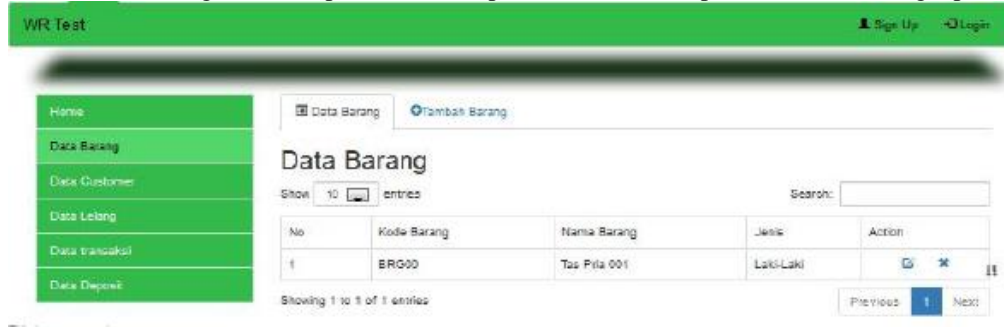 WR Test
Sign Up Login
Home
Data Barang
Data Customer
Data Lelang
Data transaksi
Data Deposit
Data Barang Tambah Barang
Data Barang
Show 10 entries Search:
No Kode Barang Nama Barang Jenis Action
1 BRG00 Tas Pria 001 Laki-Laki
Showing 1 to 1 of 1 entries
Previous 1 Next